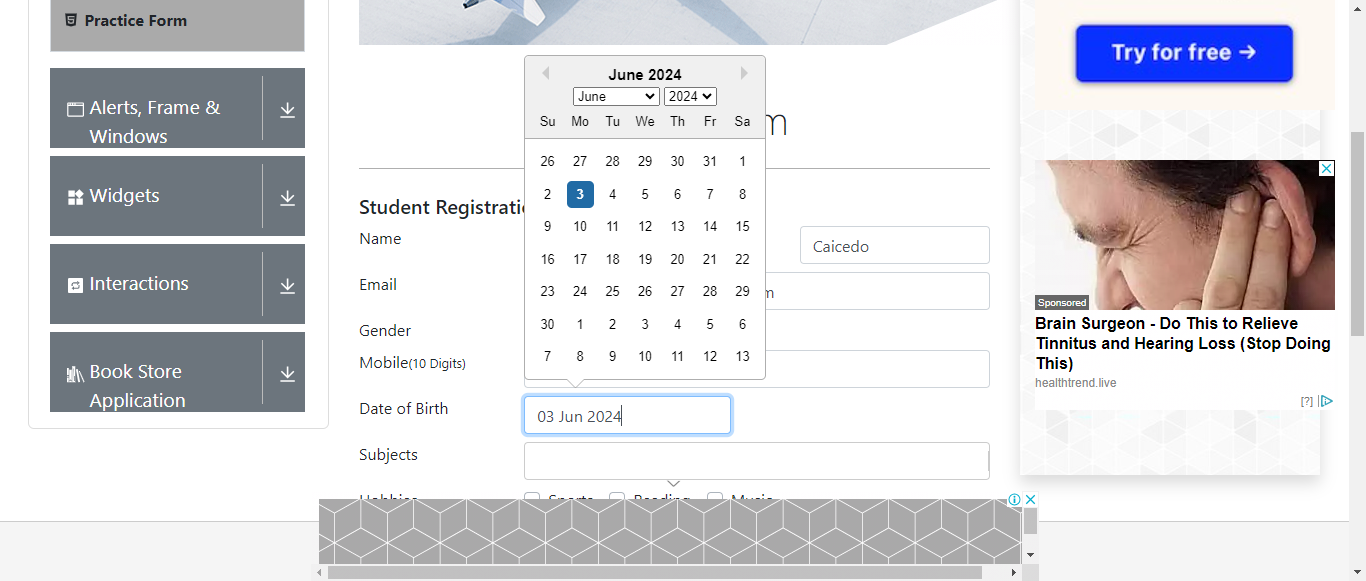 Practice Form
Alerts, Frame &
Windows
Widgets
Interactions
Book Store
Application
June 2024
June 2024
Su Mo Tu We Th Fr Sa
26 27 28 29 30 31 1
2 3 4 5 6 7 8
9 10 11 12 13 14 15
16 17 18 19 20 21 22
23 24 25 26 27 28 29
30 1 2 3 4 5 6
7 8 9 10 11 12 13
m
Student Registrati
Name
Caicedo
Email
m
Gender
Mobile(10 Digits)
Date of Birth
03 Jun 2024
Subjects
Hobbies
Sports Reading Music
Try for free →
Sponsored
Brain Surgeon - Do This to Relieve
Tinnitus and Hearing Loss (Stop Doing
This)
healthtrend.live
[?]